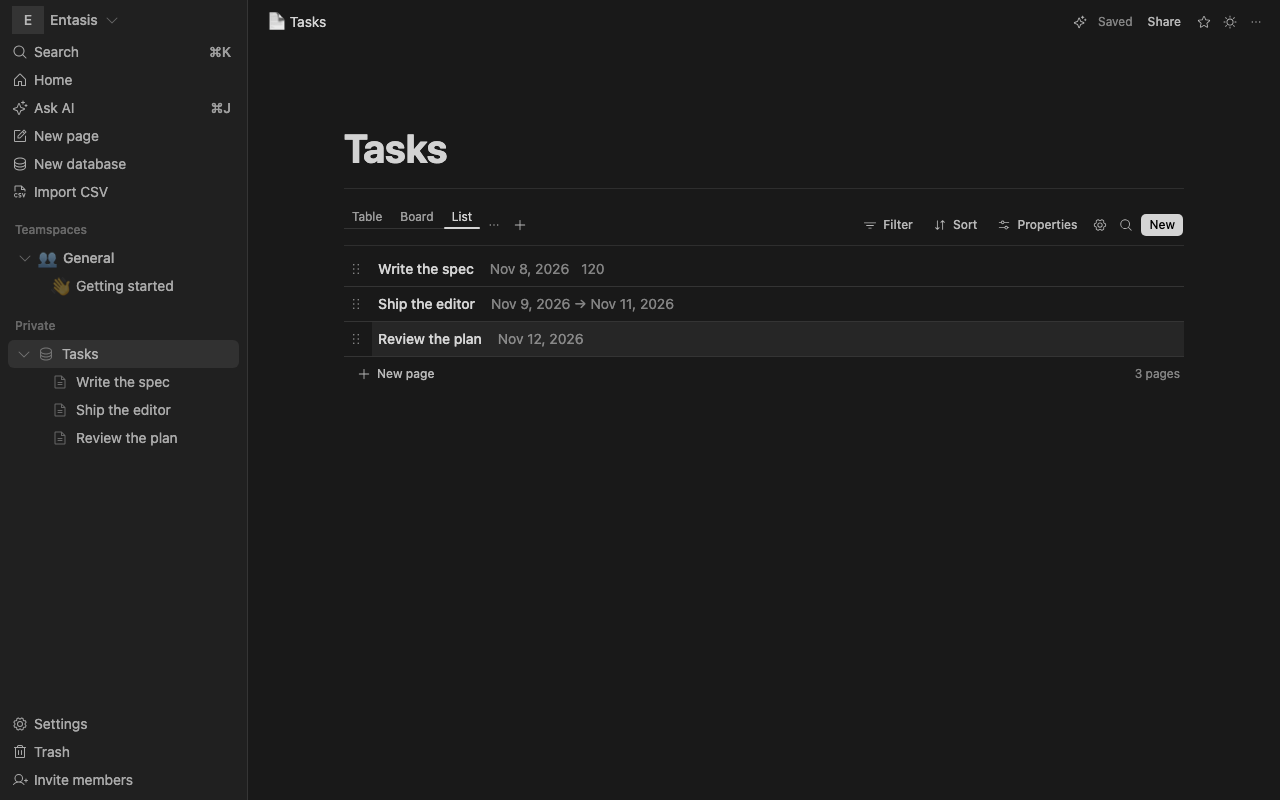 E Entasis
Search ⌘K
Home
Ask AI ⌘J
New page
New database
CSV Import CSV
Teamspaces
General
Getting started
Private
Tasks
Write the spec
Ship the editor
Review the plan
Settings
Trash
Invite members
Tasks
Saved Share ···
Tasks
Table Board List ··· +
Filter Sort Properties New
Write the spec Nov 8, 2026 120
Ship the editor Nov 9, 2026 → Nov 11, 2026
Review the plan Nov 12, 2026
+ New page 3 pages